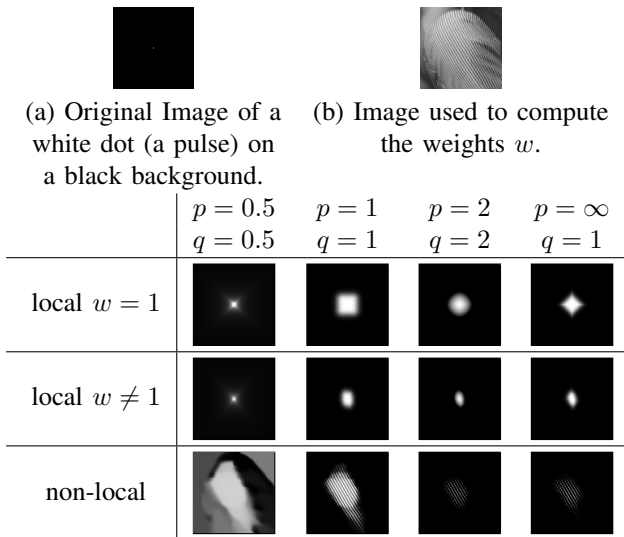 (a) Original Image of a white dot (a pulse) on a black background.
(b) Image used to compute the weights w.
p = 0.5 p = 1 p = 2 p = ∞
q = 0.5 q = 1 q = 2 q = 1
local w = 1
local w ≠ 1
non-local